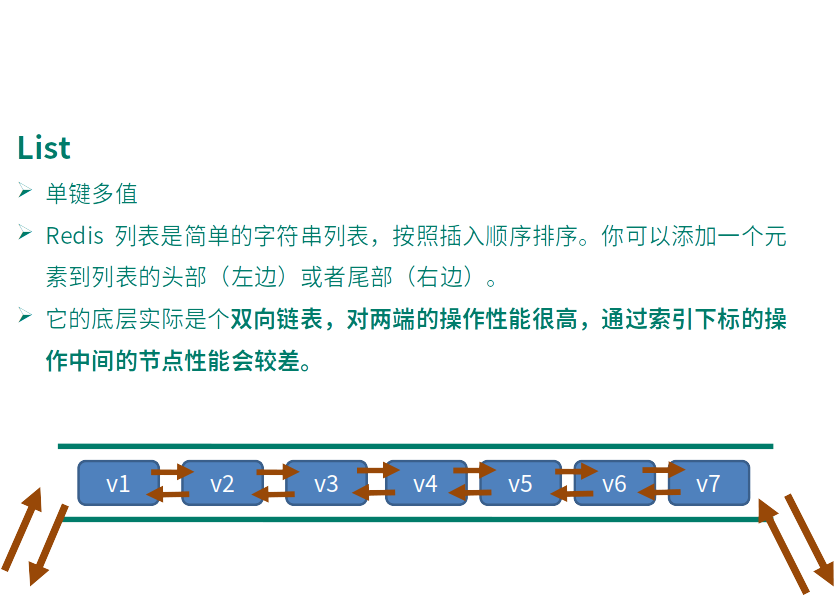 List
单键多值
Redis 列表是简单的字符串列表，按照插入顺序排序。你可以添加一个元
素到列表的头部（左边）或者尾部（右边）。
它的底层实际是个双向链表，对两端的操作性能很高，通过索引下标的操
作中间的节点性能会较差。
v1 v2 v3 v4 v5 v6 v7